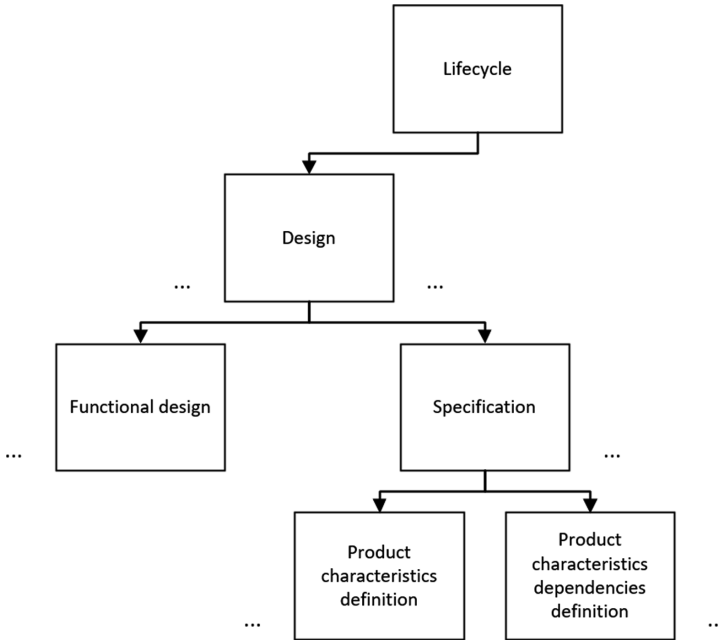 Lifecycle
Design
... ...
Functional design
Specification
... ...
Product
characteristics
definition
Product
characteristics
dependencies
definition
... ..